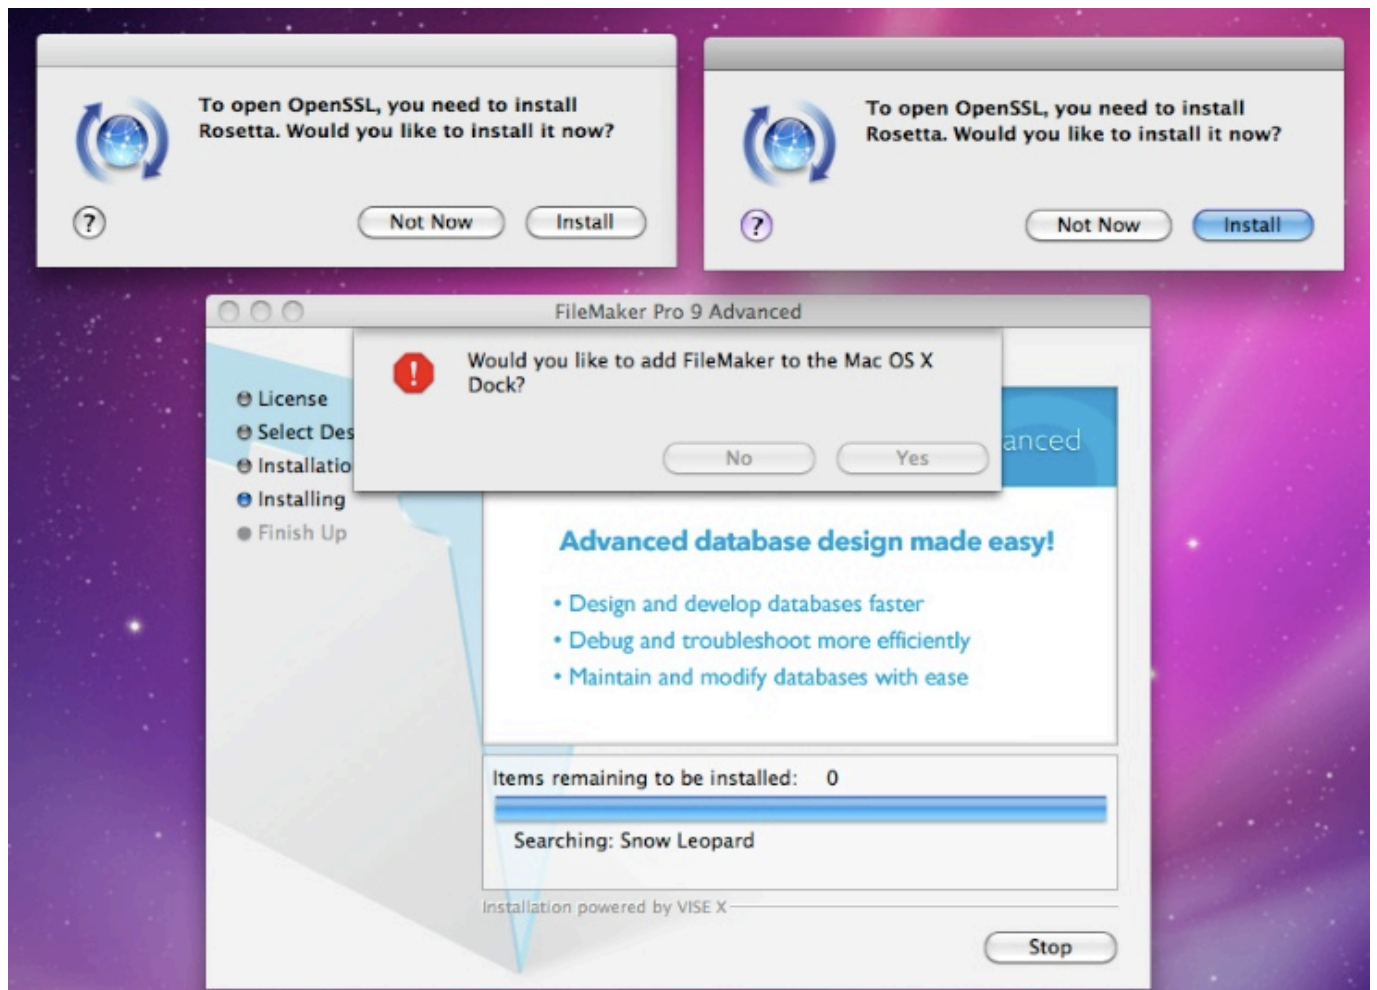 To open OpenSSL, you need to install
Rosetta. Would you like to install it now?
?
Not Now
Install
To open OpenSSL, you need to install
Rosetta. Would you like to install it now?
?
Not Now
Install
FileMaker Pro 9 Advanced
!
Would you like to add FileMaker to the Mac OS X
Dock?
No
Yes
License
Select Des
Installatio
Installing
Finish Up
anced
Advanced database design made easy!
• Design and develop databases faster
• Debug and troubleshoot more efficiently
• Maintain and modify databases with ease
Items remaining to be installed: 0
Searching: Snow Leopard
Installation powered by VISE X
Stop